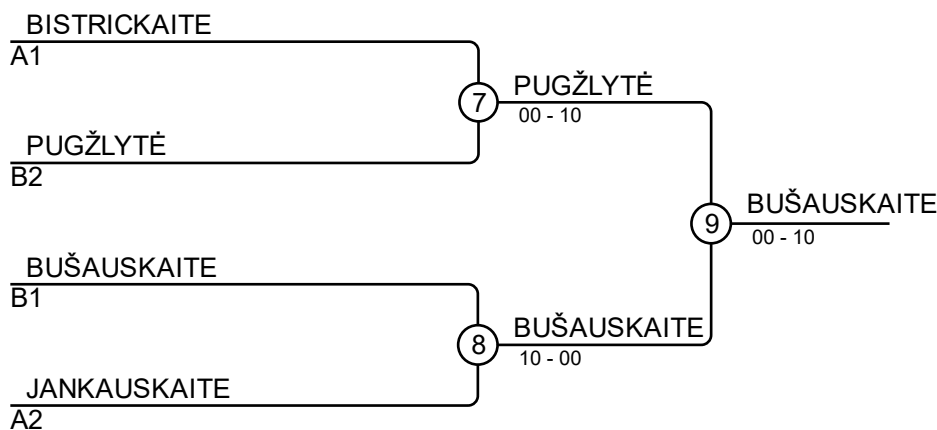 BISTRICKAITE
A1
7
PUGŽLYTĖ
00 - 10
PUGŽLYTĖ
B2
9
BUŠAUSKAITE
00 - 10
BUŠAUSKAITE
B1
8
BUŠAUSKAITE
10 - 00
JANKAUSKAITE
A2